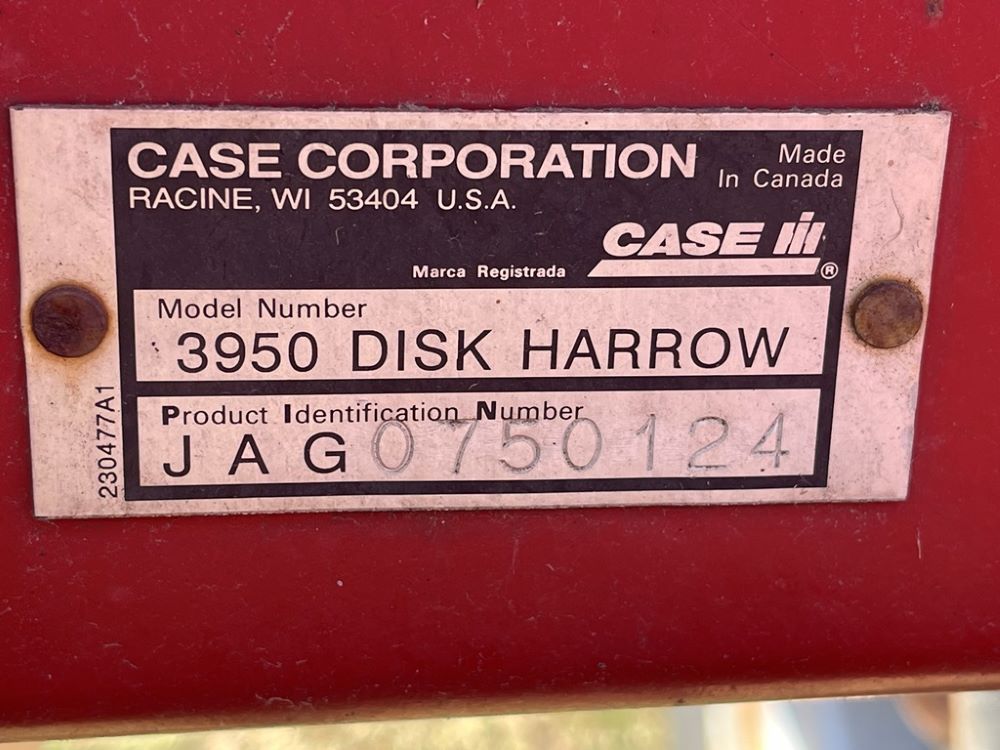 CASE CORPORATION
Made
In Canada
RACINE, WI 53404 U.S.A.
CASE IH
Marca Registrada ®
Model Number
3950 DISK HARROW
Product Identification Number
JAG0750124
230477A1